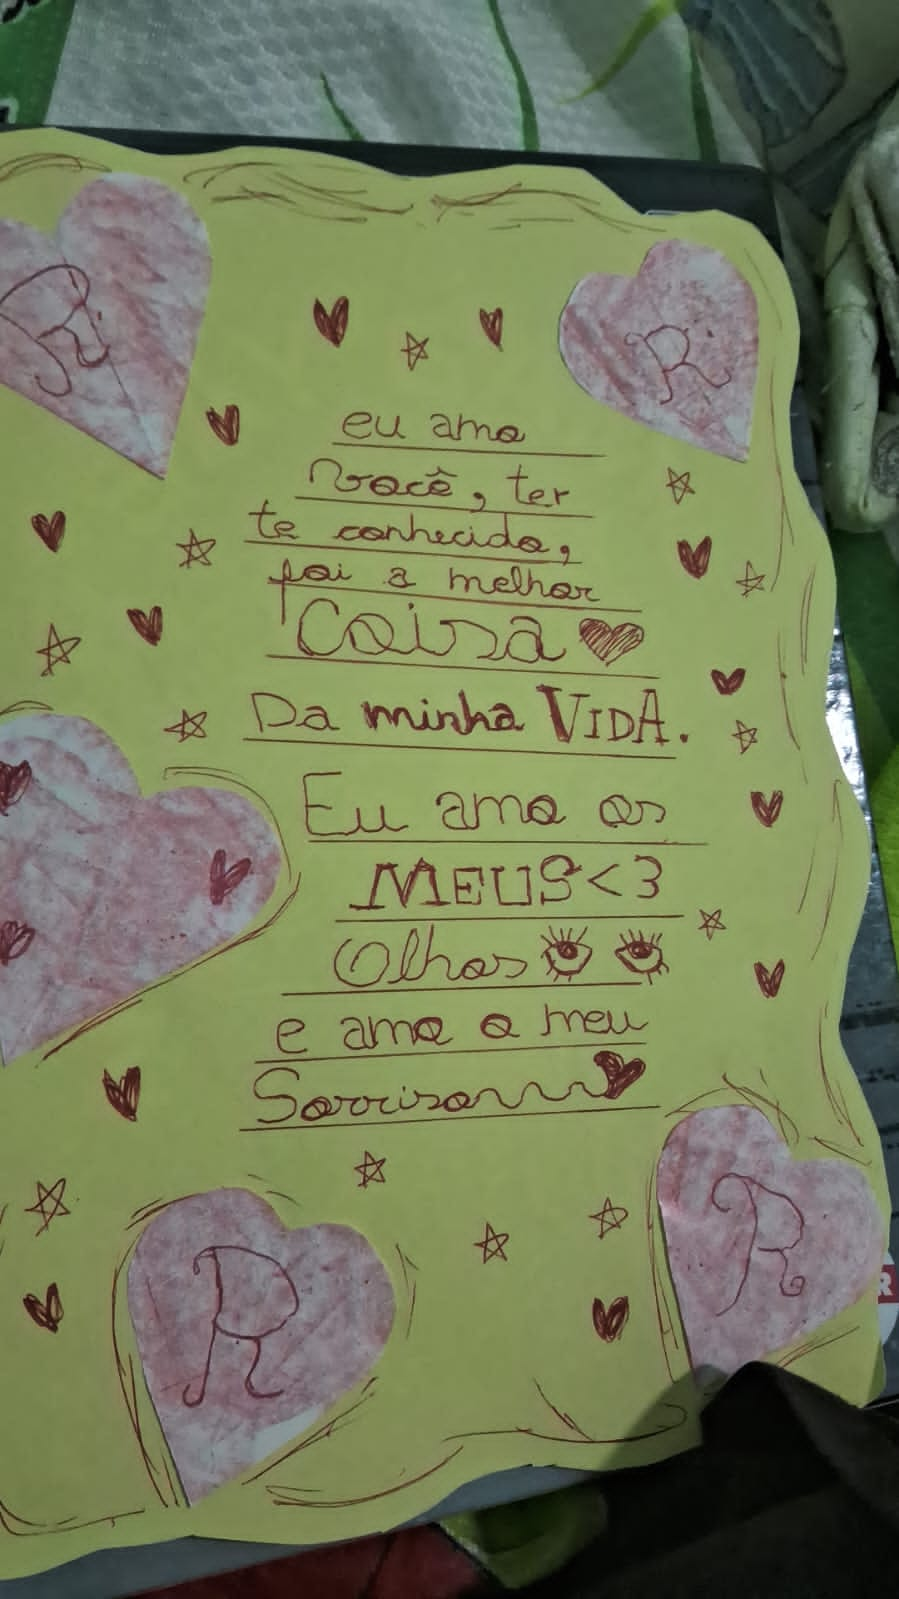 R
R
eu amo
você, ter
te conhecido,
foi a melhor
Coisa
Da minha VIDA.
Eu amo os
MEUS<3
Olhos
e amo o meu
Sorriso
R
R
R